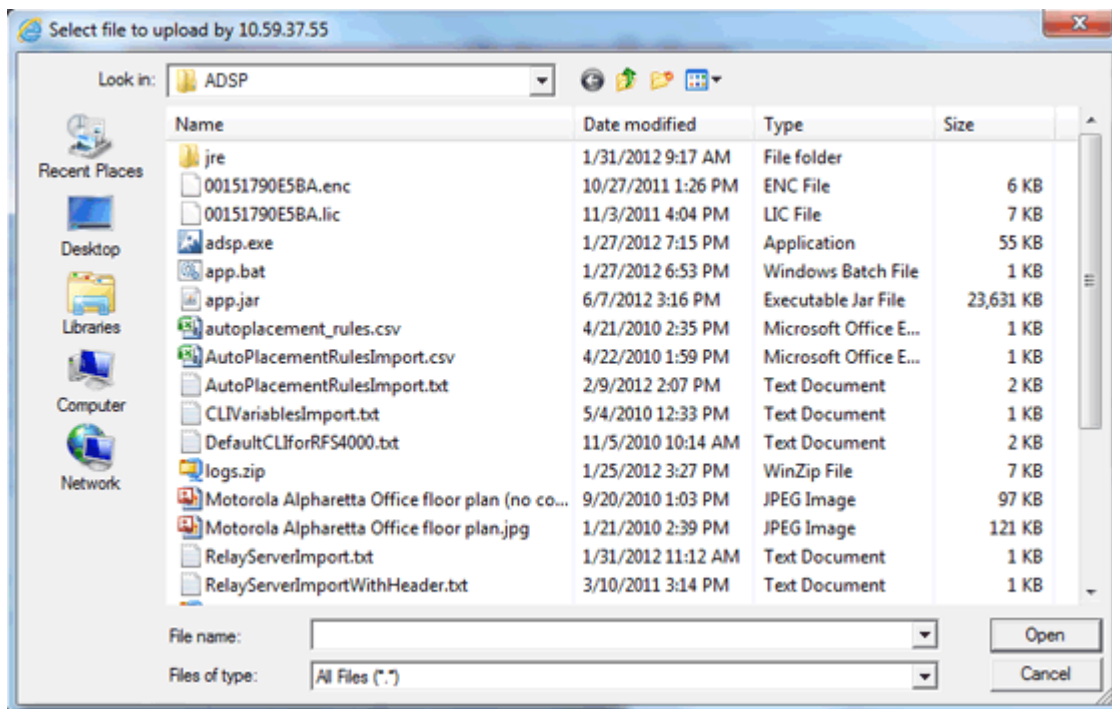 Select file to upload by 10.59.37.55
Look in: ADSP
Name Date modified Type Size
jre 1/31/2012 9:17 AM File folder
00151790E5BA.enc 10/27/2011 1:26 PM ENC File 6 KB
00151790E5BA.lic 11/3/2011 4:04 PM LIC File 7 KB
adsp.exe 1/27/2012 7:15 PM Application 55 KB
app.bat 1/27/2012 6:53 PM Windows Batch File 1 KB
app.jar 6/7/2012 3:16 PM Executable Jar File 23,631 KB
autoplacement_rules.csv 4/21/2010 2:35 PM Microsoft Office E... 1 KB
AutoPlacementRulesImport.csv 4/22/2010 1:59 PM Microsoft Office E... 1 KB
AutoPlacementRulesImport.txt 2/9/2012 2:07 PM Text Document 2 KB
CLIVariablesImport.txt 5/4/2010 12:33 PM Text Document 1 KB
DefaultCLIforRFS4000.txt 11/5/2010 10:14 AM Text Document 2 KB
logs.zip 1/25/2012 3:27 PM WinZip File 7 KB
Motorola Alpharetta Office floor plan (no co... 9/20/2010 1:03 PM JPEG Image 97 KB
Motorola Alpharetta Office floor plan.jpg 1/21/2010 2:39 PM JPEG Image 121 KB
RelayServerImport.txt 1/31/2012 11:12 AM Text Document 1 KB
RelayServerImportWithHeader.txt 3/10/2011 3:14 PM Text Document 1 KB
Recent Places
Desktop
Libraries
Computer
Network
File name: Open
Files of type: All Files (*.*) Cancel